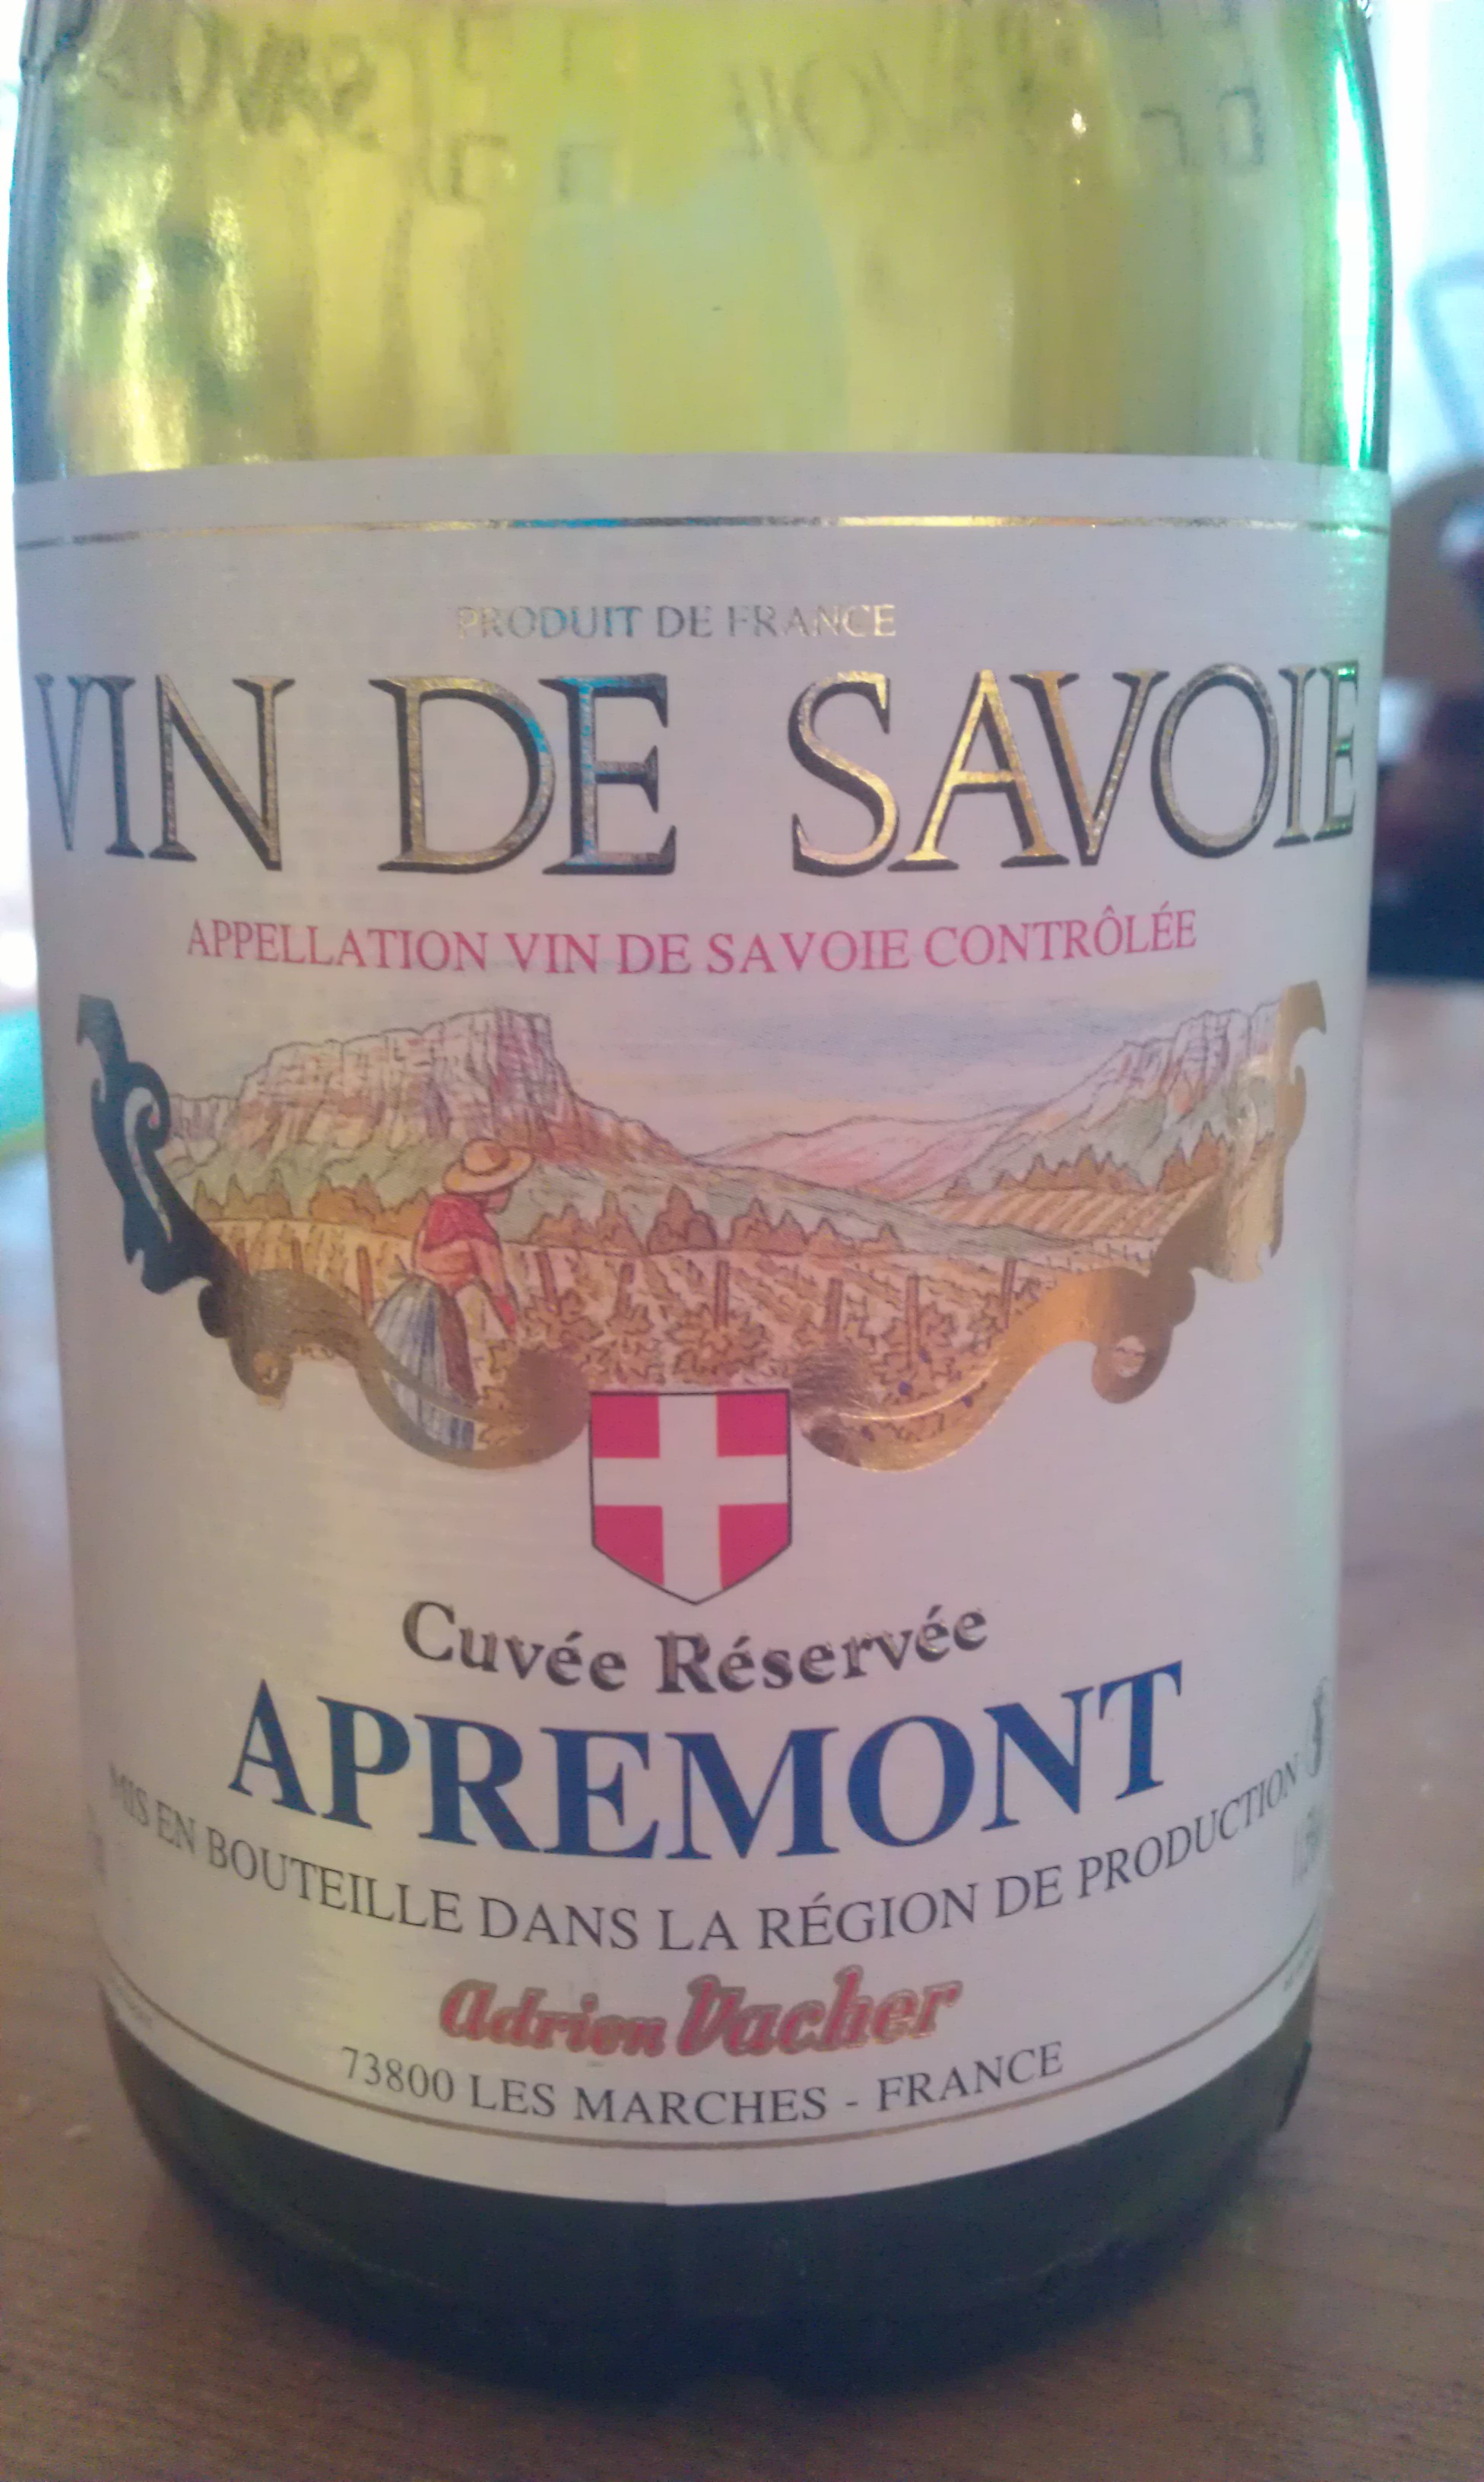 PRODUIT DE FRANCE
VIN DE SAVOIE
APPELLATION VIN DE SAVOIE CONTRÔLÉE
Cuvée Réservée
APREMONT
MIS EN BOUTEILLE DANS LA RÉGION DE PRODUCTION
Adrien Vacher
73800 LES MARCHES - FRANCE